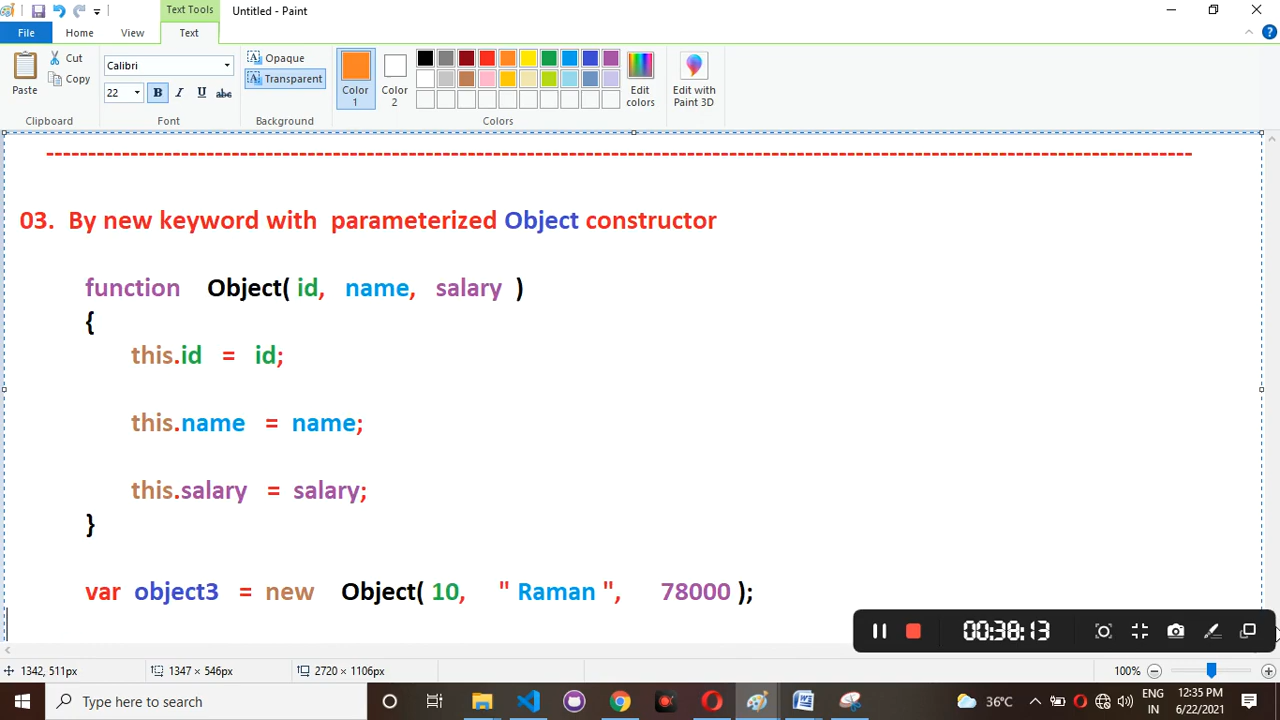 Text Tools
Untitled - Paint
File Home View Text
Paste
Cut
Copy
Clipboard
Calibri
22 B I U abc
Font
Opaque
Transparent
Background
Color 1
Color 2
Edit colors
Colors
Edit with Paint 3D
--------------------------------------------------------------------------------------------------------------------------------
03. By new keyword with parameterized Object constructor
function Object( id, name, salary )
{
this.id = id;
this.name = name;
this.salary = salary;
}
var object3 = new Object( 10, " Raman ", 78000 );
00:38:13
1342, 511px
1347 × 546px
2720 × 1106px
100%
Type here to search
36°C
ENG
IN
12:35 PM
6/22/2021